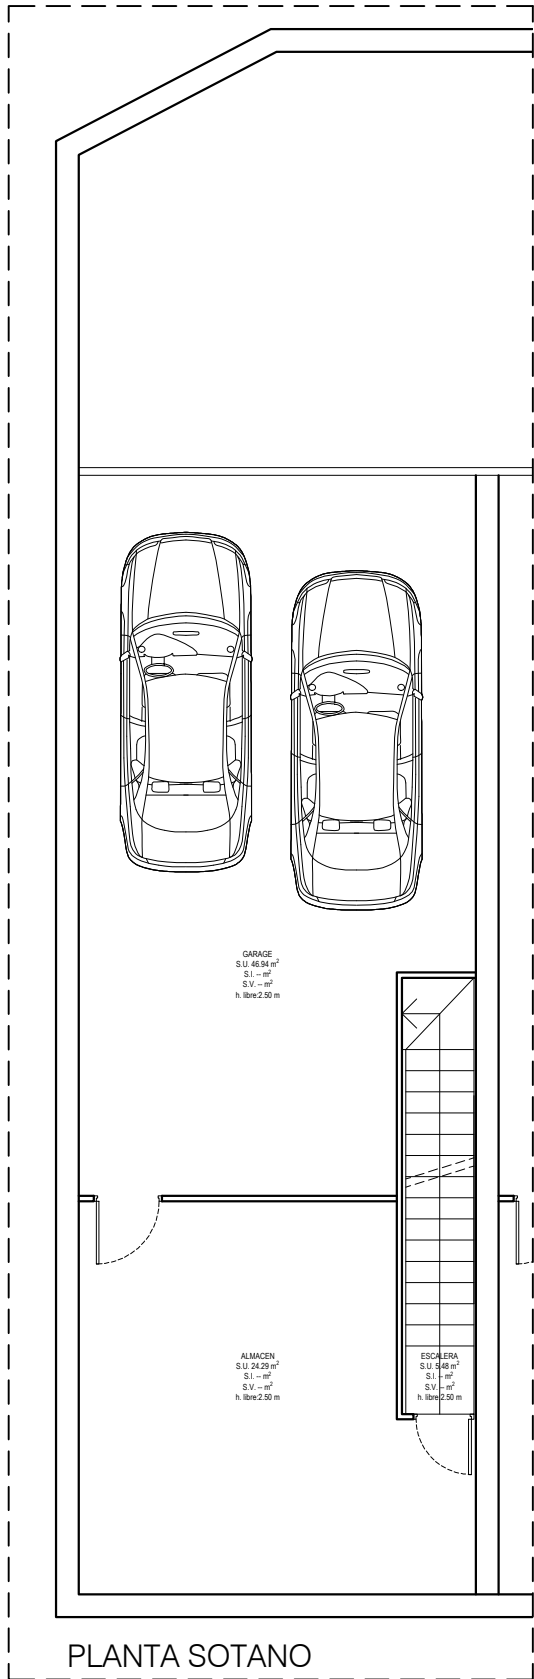 GARAGE
S.U. 46.94 m²
S.I. -- m²
S.V. -- m²
h. libre:2.50 m
ALMACEN
S.U. 24.29 m²
S.I. -- m²
S.V. -- m²
h. libre:2.50 m
ESCALERA
S.U. 5.48 m²
S.I. -- m²
S.V. -- m²
h. libre:2.50 m
PLANTA SOTANO